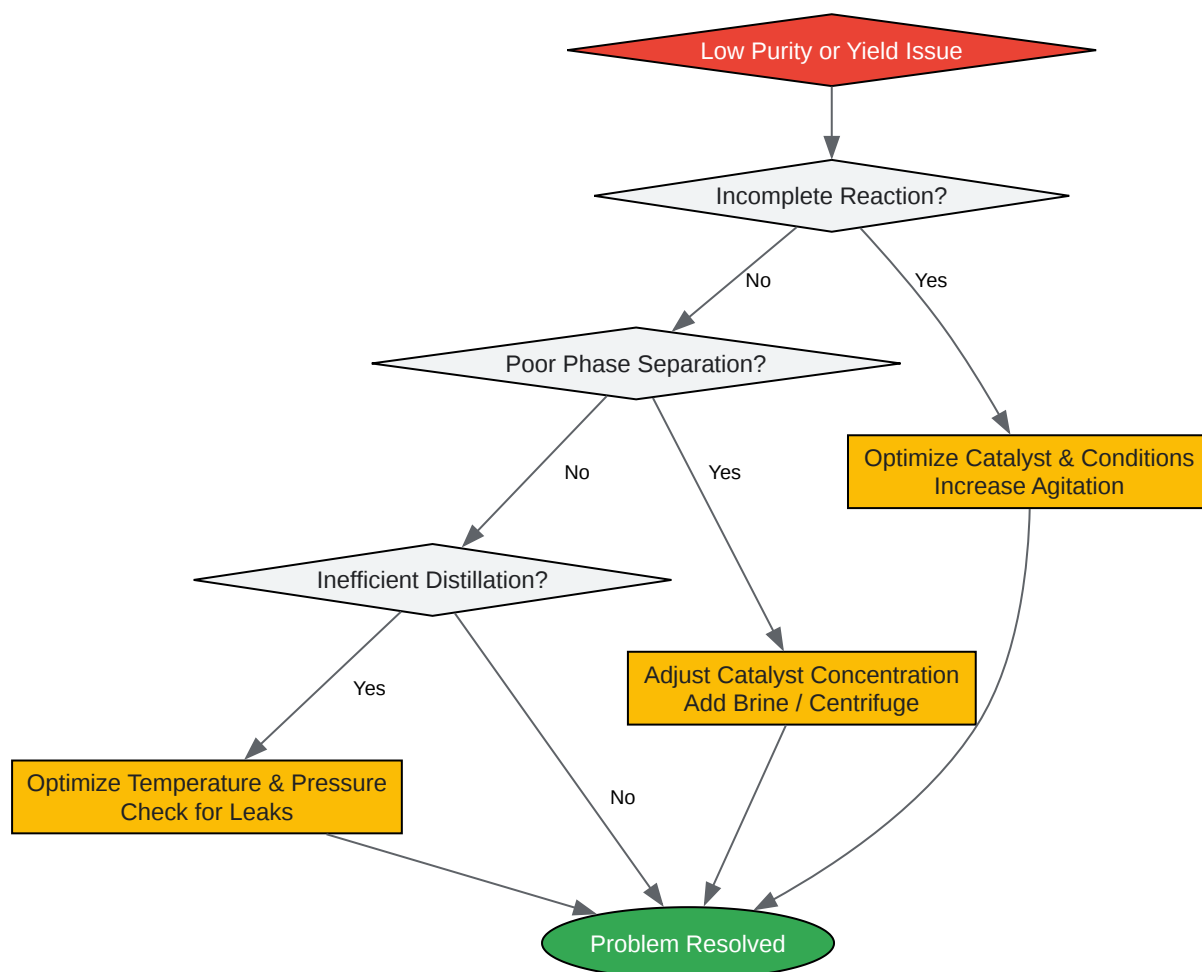 Low Purity or Yield Issue
Incomplete Reaction?
No
Yes
Poor Phase Separation?
Optimize Catalyst & Conditions
Increase Agitation
No
Yes
Inefficient Distillation?
Adjust Catalyst Concentration
Add Brine / Centrifuge
Yes
Optimize Temperature & Pressure
Check for Leaks
No
Problem Resolved